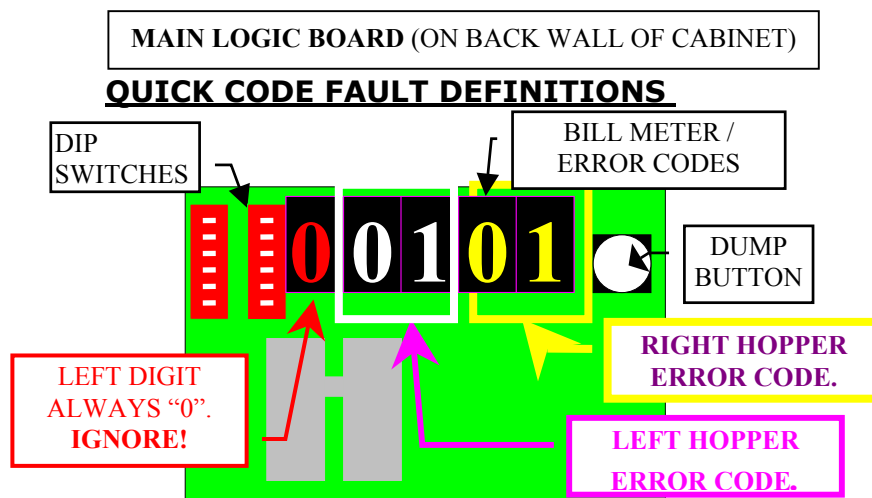 MAIN LOGIC BOARD (ON BACK WALL OF CABINET)
QUICK CODE FAULT DEFINITIONS
DIP
SWITCHES
BILL METER /
ERROR CODES
0 0 1 0 1
DUMP
BUTTON
RIGHT HOPPER
ERROR CODE.
LEFT DIGIT
ALWAYS “0”.
IGNORE!
LEFT HOPPER
ERROR CODE.